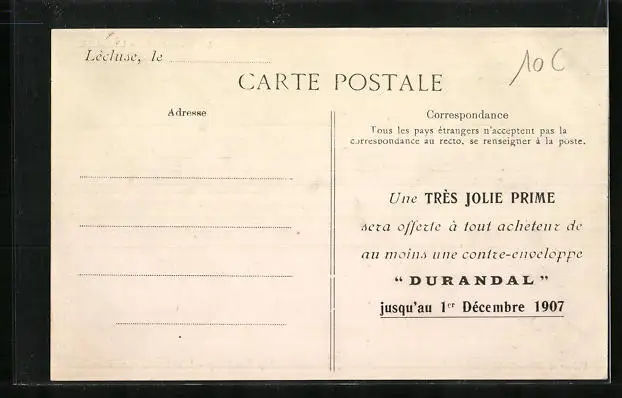 Lécluse, le
10 C
CARTE POSTALE
Adresse
Correspondance
Tous les pays étrangers n'acceptent pas la
correspondance au recto, se renseigner à la poste.
Une TRÈS JOLIE PRIME
sera offerte à tout acheteur de
au moins une contre-enveloppe
“ DURANDAL ”
jusqu'au 1er Décembre 1907